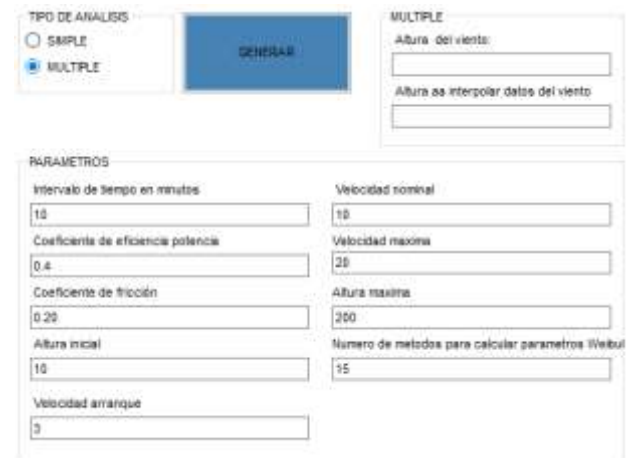 TIPO DE ANALISIS
SIMPLE
MULTIPLE
GENERAR
MULTIPLE
Altura del viento:
Altura aa interpolar datos del viento
PARAMETROS
Intervalo de tiempo en minutos
10
Coeficiente de eficiencia potencia
0.4
Coeficiente de fricción
0.20
Altura inicial
10
Velocidad arranque
3
Velocidad nominal
10
Velocidad maxima
20
Altura maxima
200
Numero de metodos para calcular parametros Weibul
15